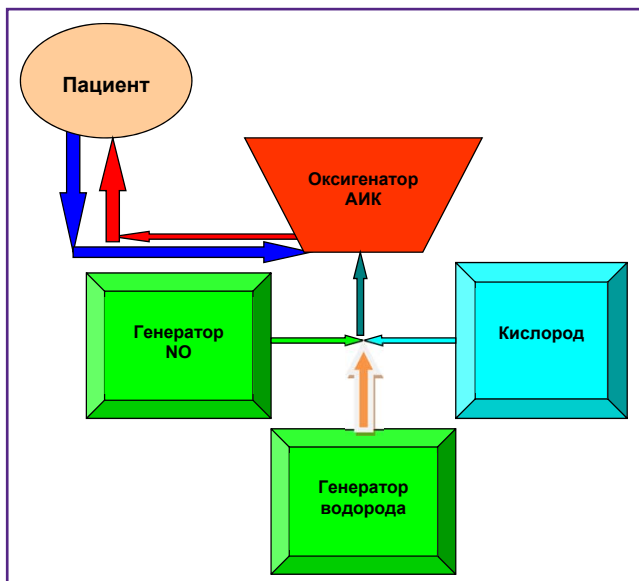 Пациент
Оксигенатор
АИК
Генератор
NO
Кислород
Генератор
водорода